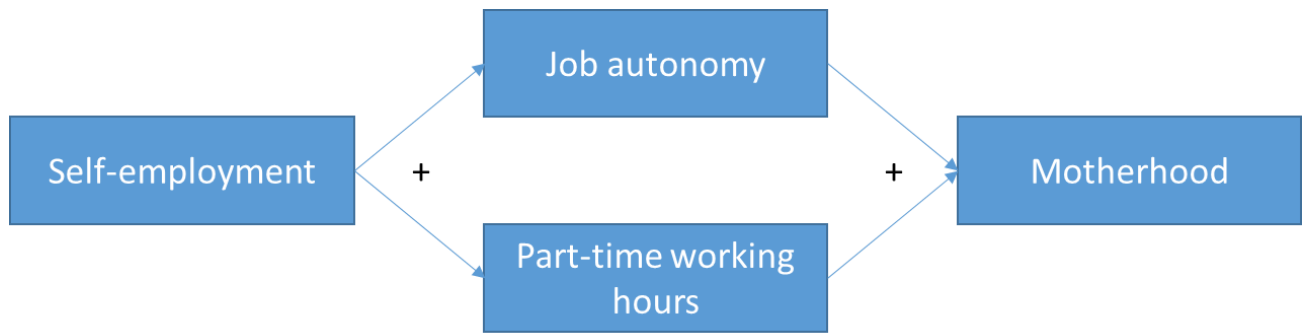 Job autonomy
Self-employment
+
+
Motherhood
Part-time working
hours